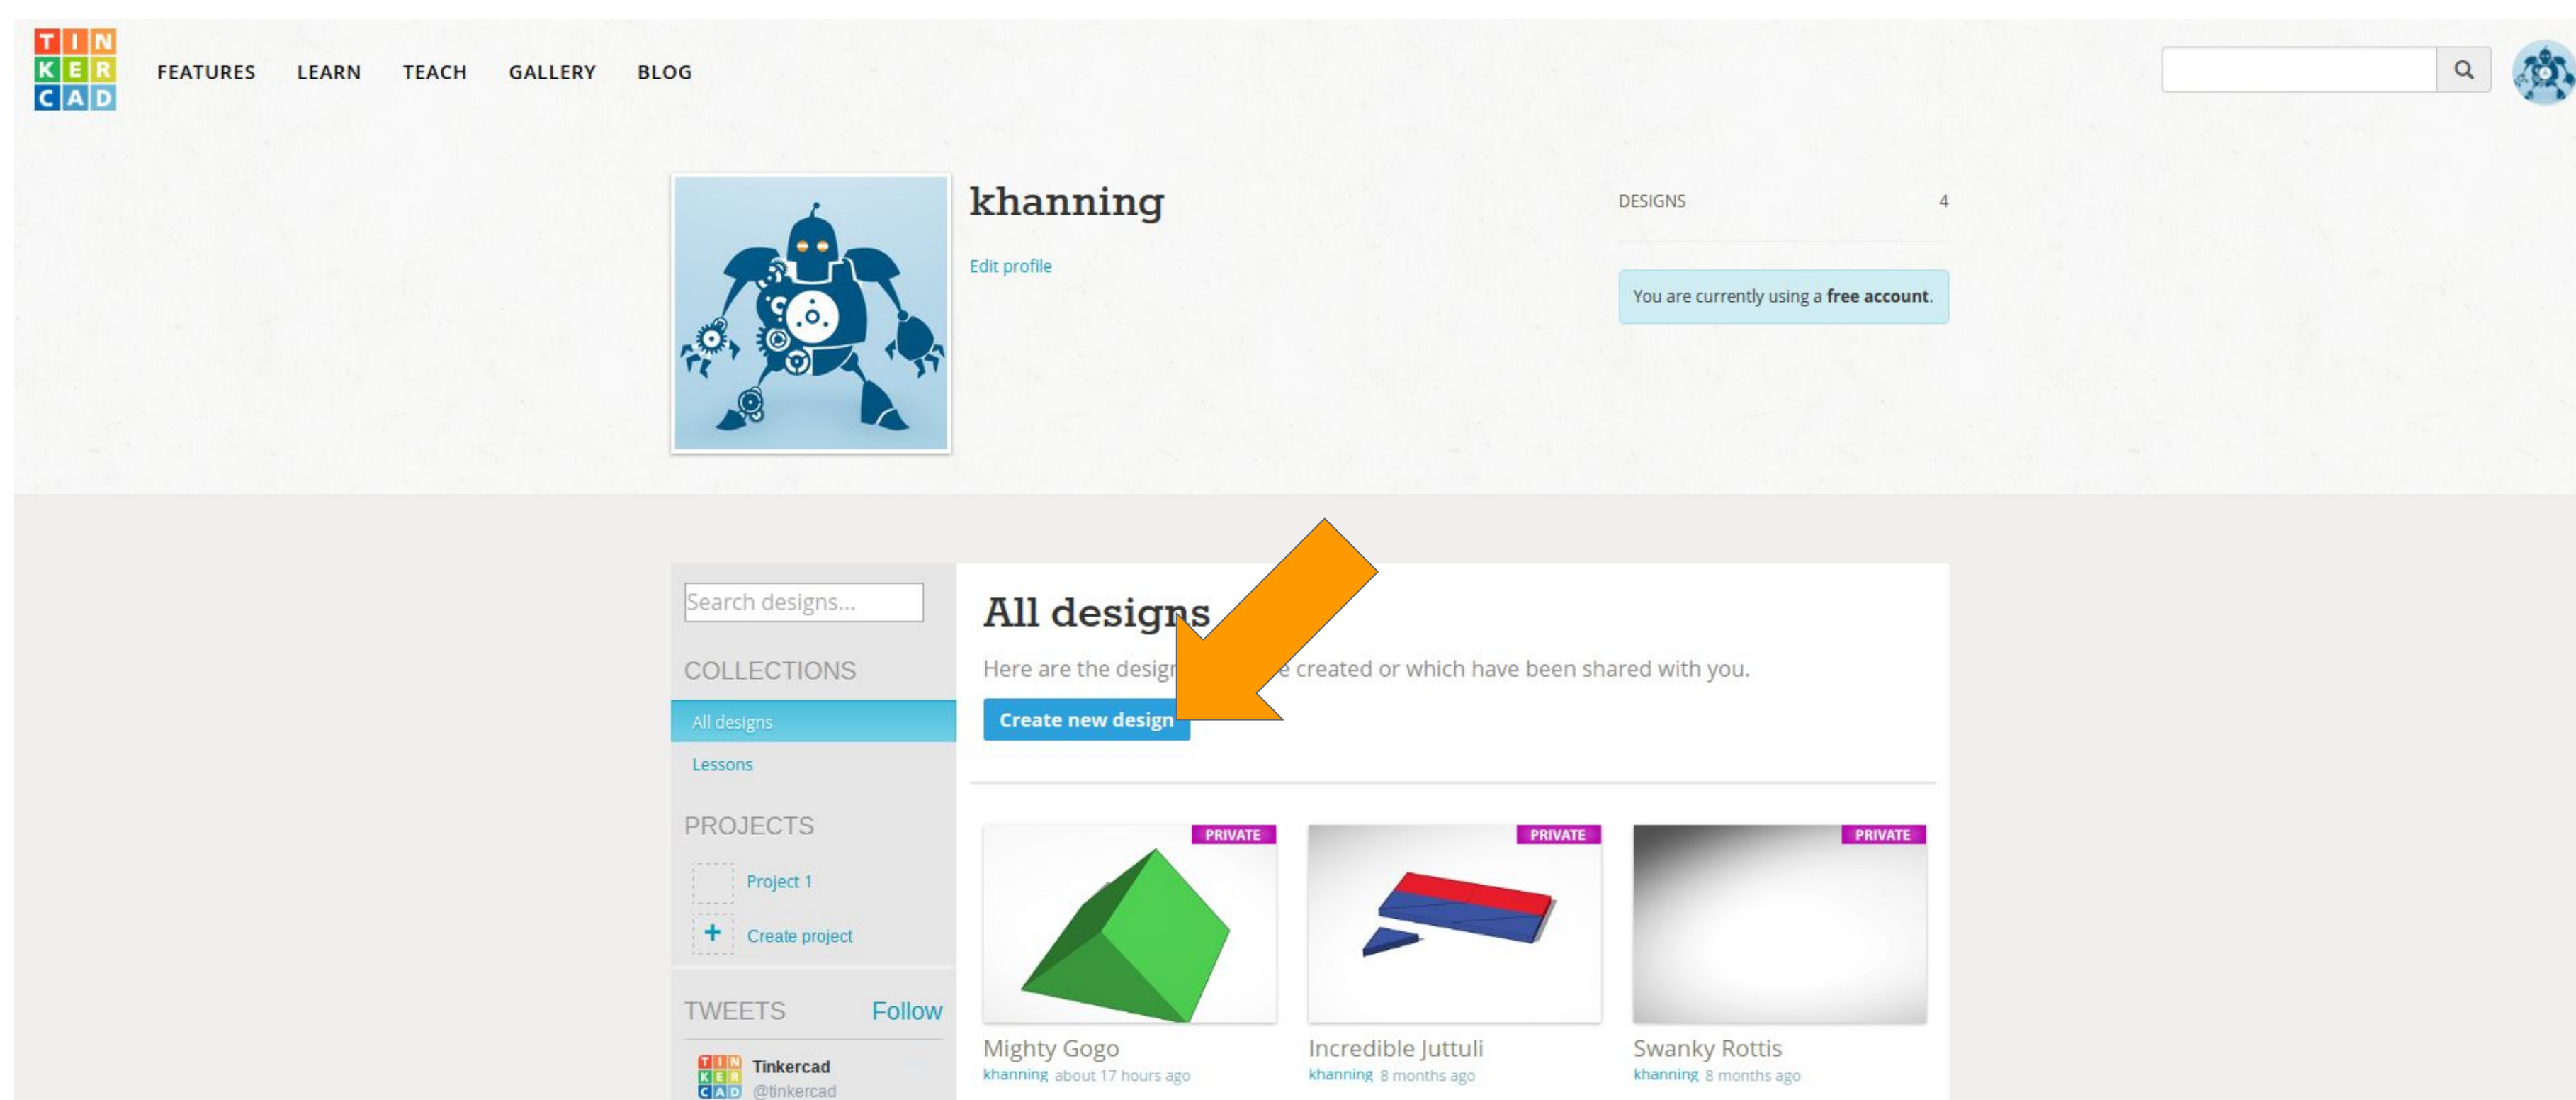 TIN
KER
CAD
FEATURES LEARN TEACH GALLERY BLOG
khanning
Edit profile
DESIGNS 4
You are currently using a free account.
Search designs...
COLLECTIONS
All designs
Lessons
PROJECTS
Project 1
+ Create project
TWEETS Follow
TIN
KER
CAD
Tinkercad
@tinkercad
All designs
Here are the created or which have been shared with you.
Create new design
PRIVATE
Mighty Gogo
khanning about 17 hours ago
PRIVATE
Incredible Juttuli
khanning 8 months ago
PRIVATE
Swanky Rottis
khanning 8 months ago